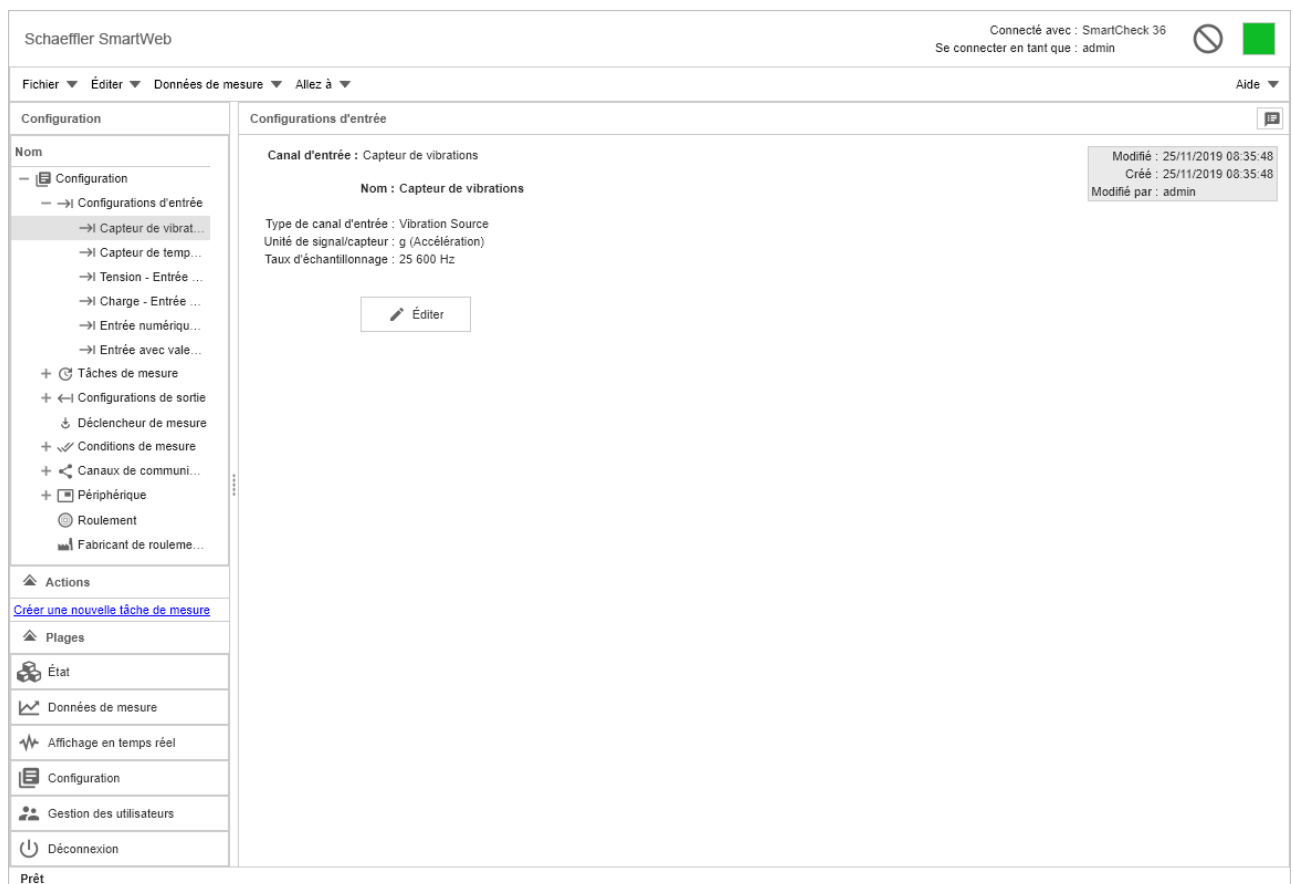 Schaeffler SmartWeb
Connecté avec : SmartCheck 36
Se connecter en tant que : admin
Fichier Éditer Données de mesure Allez à Aide
Configuration
Nom
Configuration
Configurations d'entrée
Capteur de vibrat...
Capteur de temp...
Tension - Entrée ...
Charge - Entrée ...
Entrée numériqu...
Entrée avec vale...
Tâches de mesure
Configurations de sortie
Déclencheur de mesure
Conditions de mesure
Canaux de communi...
Périphérique
Roulement
Fabricant de rouleme...
Actions
Créer une nouvelle tâche de mesure
Plages
État
Données de mesure
Affichage en temps réel
Configuration
Gestion des utilisateurs
Déconnexion
Configurations d'entrée
Canal d'entrée : Capteur de vibrations
Nom : Capteur de vibrations
Type de canal d'entrée : Vibration Source
Unité de signal/capteur : g (Accélération)
Taux d'échantillonnage : 25 600 Hz
Éditer
Modifié : 25/11/2019 08:35:48
Créé : 25/11/2019 08:35:48
Modifié par : admin
Prêt